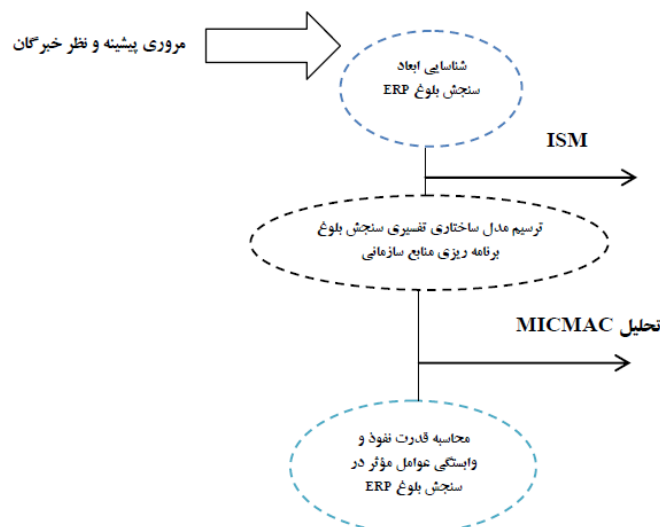 مروری پیشینه و نظر خبرگان
شناسایی ابعاد
سنجش بلوغ ERP
ISM
ترسیم مدل ساختاری تفسیری سنجش بلوغ
برنامه ریزی منابع سازمانی
تحلیل MICMAC
محاسبه قدرت نفوذ و
وابستگی عوامل مؤثر در
سنجش بلوغ ERP